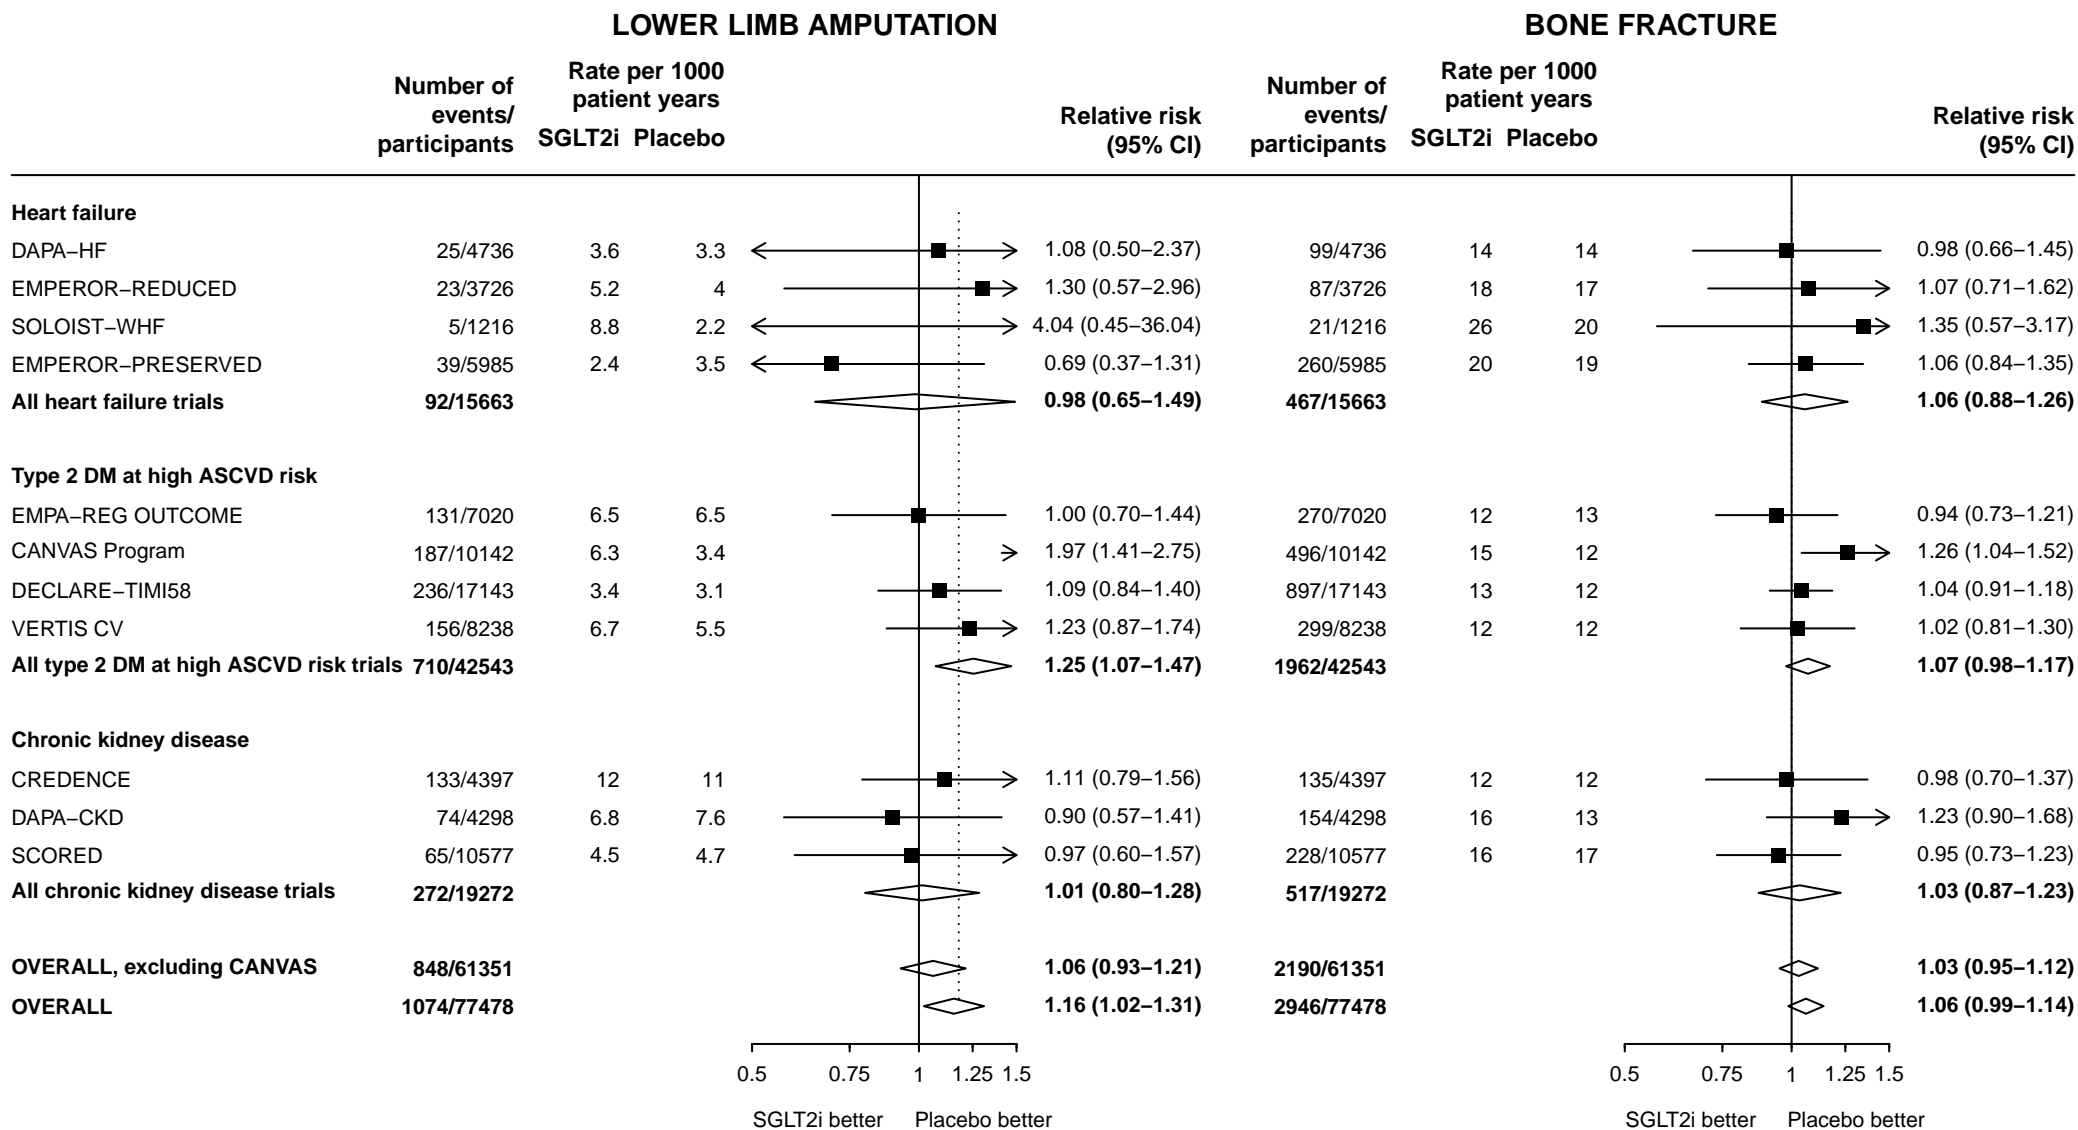 LOWER LIMB AMPUTATION BONE FRACTURE
Number of events/ participants Rate per 1000 patient years SGLT2i Placebo Relative risk (95% CI) Number of events/ participants Rate per 1000 patient years SGLT2i Placebo Relative risk (95% CI)
Heart failure
DAPA−HF 25/4736 3.6 3.3 1.08 (0.50−2.37) 99/4736 14 14 0.98 (0.66−1.45)
EMPEROR−REDUCED 23/3726 5.2 4 1.30 (0.57−2.96) 87/3726 18 17 1.07 (0.71−1.62)
SOLOIST−WHF 5/1216 8.8 2.2 4.04 (0.45−36.04) 21/1216 26 20 1.35 (0.57−3.17)
EMPEROR−PRESERVED 39/5985 2.4 3.5 0.69 (0.37−1.31) 260/5985 20 19 1.06 (0.84−1.35)
All heart failure trials 92/15663 0.98 (0.65−1.49) 467/15663 1.06 (0.88−1.26)
Type 2 DM at high ASCVD risk
EMPA−REG OUTCOME 131/7020 6.5 6.5 1.00 (0.70−1.44) 270/7020 12 13 0.94 (0.73−1.21)
CANVAS Program 187/10142 6.3 3.4 1.97 (1.41−2.75) 496/10142 15 12 1.26 (1.04−1.52)
DECLARE−TIMI58 236/17143 3.4 3.1 1.09 (0.84−1.40) 897/17143 13 12 1.04 (0.91−1.18)
VERTIS CV 156/8238 6.7 5.5 1.23 (0.87−1.74) 299/8238 12 12 1.02 (0.81−1.30)
All type 2 DM at high ASCVD risk trials 710/42543 1.25 (1.07−1.47) 1962/42543 1.07 (0.98−1.17)
Chronic kidney disease
CREDENCE 133/4397 12 11 1.11 (0.79−1.56) 135/4397 12 12 0.98 (0.70−1.37)
DAPA−CKD 74/4298 6.8 7.6 0.90 (0.57−1.41) 154/4298 16 13 1.23 (0.90−1.68)
SCORED 65/10577 4.5 4.7 0.97 (0.60−1.57) 228/10577 16 17 0.95 (0.73−1.23)
All chronic kidney disease trials 272/19272 1.01 (0.80−1.28) 517/19272 1.03 (0.87−1.23)
OVERALL, excluding CANVAS 848/61351 1.06 (0.93−1.21) 2190/61351 1.03 (0.95−1.12)
OVERALL 1074/77478 1.16 (1.02−1.31) 2946/77478 1.06 (0.99−1.14)
0.5 0.75 1 1.25 1.5 0.5 0.75 1 1.25 1.5
SGLT2i better Placebo better SGLT2i better Placebo better